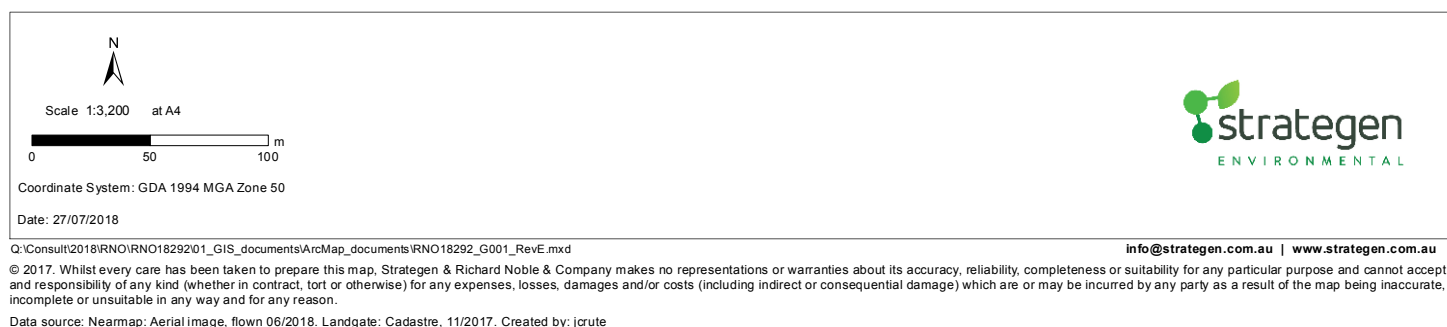 N
Scale 1:3,200 at A4
m
0 50 100
Coordinate System: GDA 1994 MGA Zone 50
Date: 27/07/2018
strategen
ENVIRONMENTAL
Q:\Consult\2018\RNO\RNO18292\01_GIS_documents\ArcMap_documents\RNO18292_G001_RevE.mxd
info@strategen.com.au | www.strategen.com.au
© 2017. Whilst every care has been taken to prepare this map, Strategen & Richard Noble & Company makes no representations or warranties about its accuracy, reliability, completeness or suitability for any particular purpose and cannot accept
and responsibility of any kind (whether in contract, tort or otherwise) for any expenses, losses, damages and/or costs (including indirect or consequential damage) which are or may be incurred by any party as a result of the map being inaccurate,
incomplete or unsuitable in any way and for any reason.
Data source: Nearmap: Aerial image, flown 06/2018. Landgate: Cadastre, 11/2017. Created by: jcrute